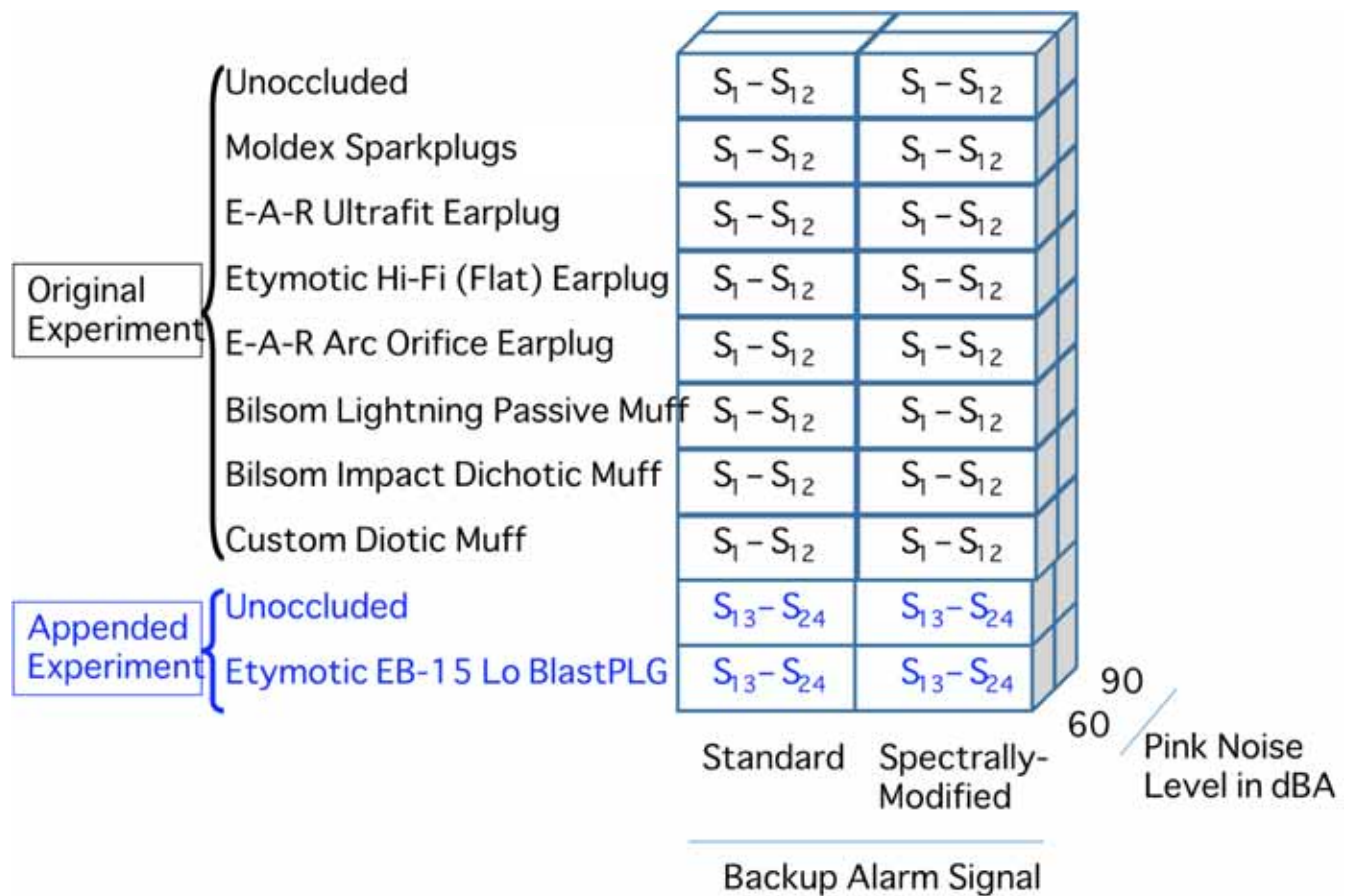 Unoccluded S₁ – S₁₂ S₁ – S₁₂
Moldex Sparkplugs S₁ – S₁₂ S₁ – S₁₂
E-A-R Ultrafit Earplug S₁ – S₁₂ S₁ – S₁₂
Original Experiment
Etymotic Hi-Fi (Flat) Earplug S₁ – S₁₂ S₁ – S₁₂
E-A-R Arc Orifice Earplug S₁ – S₁₂ S₁ – S₁₂
Bilsom Lightning Passive Muff S₁ – S₁₂ S₁ – S₁₂
Bilsom Impact Dichotic Muff S₁ – S₁₂ S₁ – S₁₂
Custom Diotic Muff S₁ – S₁₂ S₁ – S₁₂
Appended Experiment
Unoccluded S₁₃ – S₂₄ S₁₃ – S₂₄
Etymotic EB-15 Lo BlastPLG S₁₃ – S₂₄ S₁₃ – S₂₄
90
60
Pink Noise
Level in dBA
Standard
Spectrally-
Modified
Backup Alarm Signal